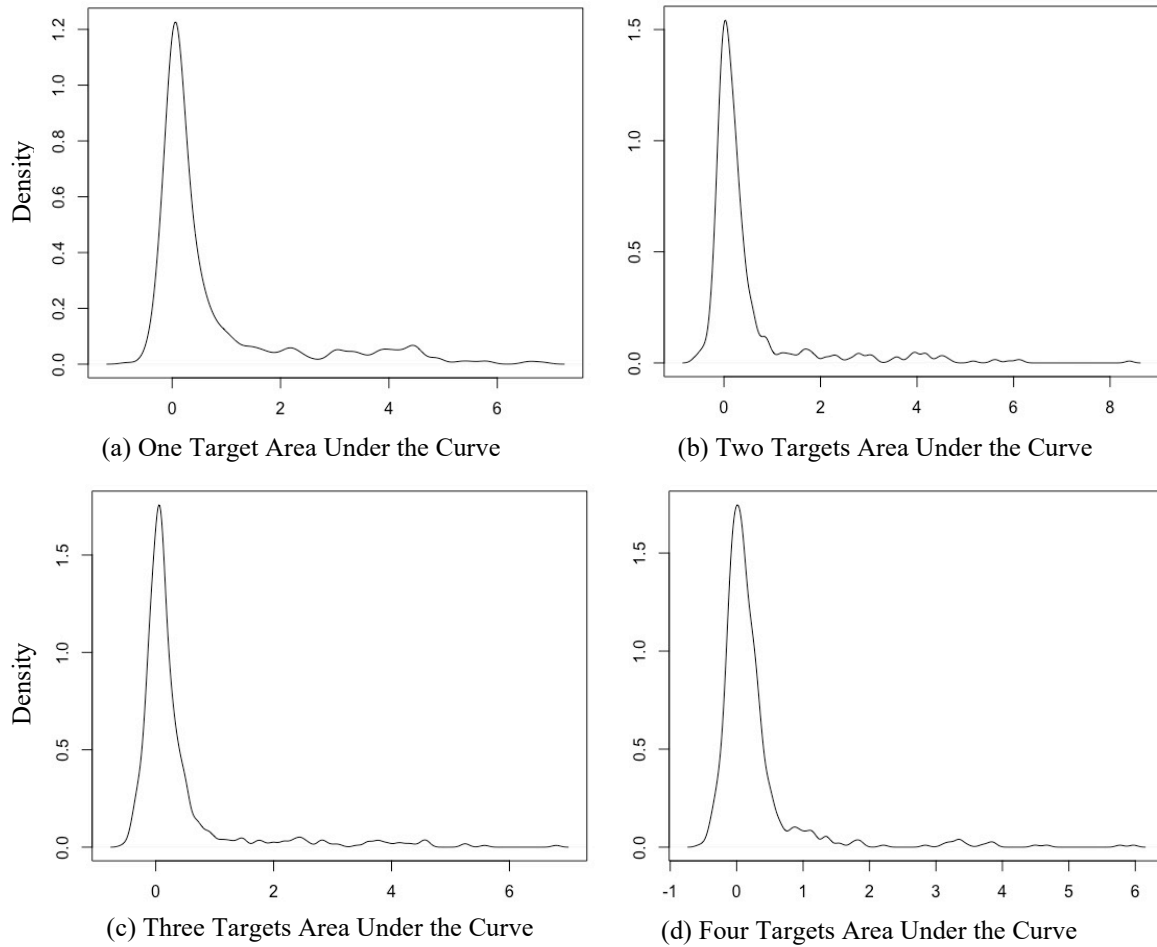 Density
1.2
1.0
0.8
0.6
0.4
0.2
0.0
0 2 4 6
(a) One Target Area Under the Curve
1.5
1.0
0.5
0.0
0 2 4 6 8
(b) Two Targets Area Under the Curve
Density
1.5
1.0
0.5
0.0
0 2 4 6
(c) Three Targets Area Under the Curve
1.5
1.0
0.5
0.0
-1 0 1 2 3 4 5 6
(d) Four Targets Area Under the Curve